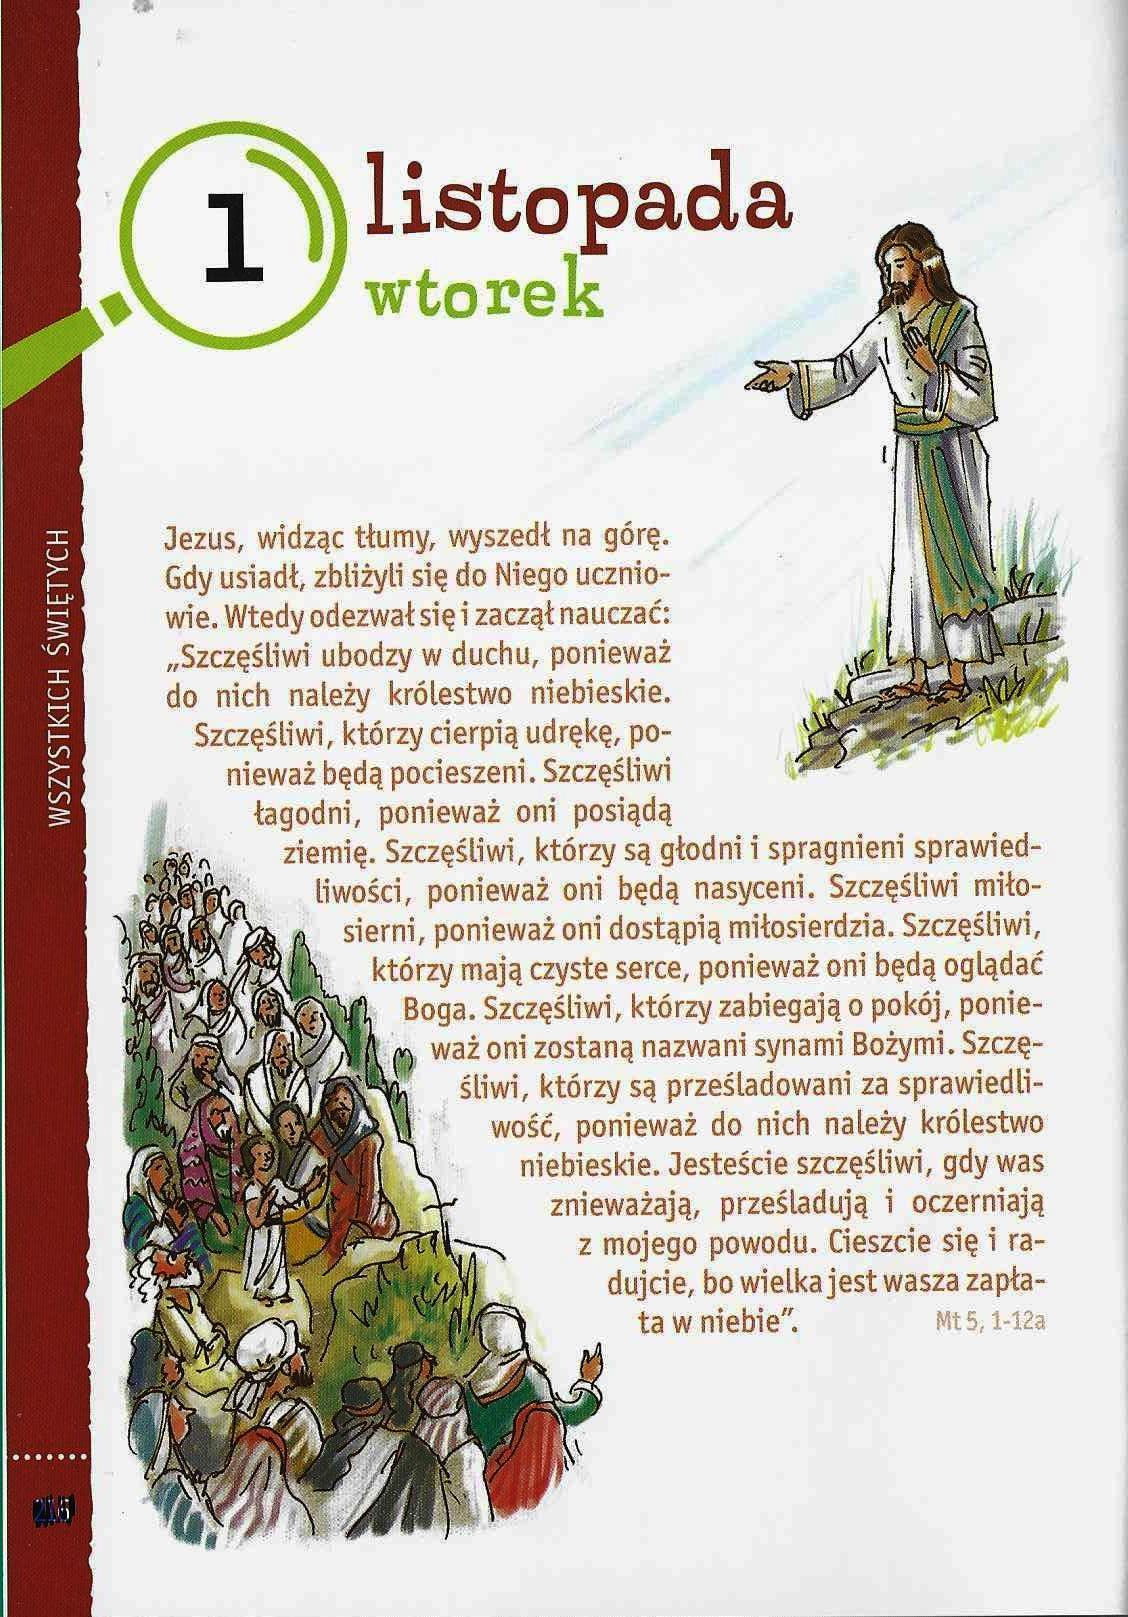 1
listopada
wtorek
WSZYSTKICH ŚWIĘTYCH
Jezus, widząc tłumy, wyszedł na górę.
Gdy usiadł, zbliżyli się do Niego ucznio-
wie. Wtedy odezwał się i zaczął nauczać:
„Szczęśliwi ubodzy w duchu, ponieważ
do nich należy królestwo niebieskie.
Szczęśliwi, którzy cierpią udrękę, po-
nieważ będą pocieszeni. Szczęśliwi
łagodni, ponieważ oni posiądą
ziemię. Szczęśliwi, którzy są głodni i spragnieni sprawied-
liwości, ponieważ oni będą nasyceni. Szczęśliwi miło-
sierni, ponieważ oni dostąpią miłosierdzia. Szczęśliwi,
którzy mają czyste serce, ponieważ oni będą oglądać
Boga. Szczęśliwi, którzy zabiegają o pokój, ponie-
waż oni zostaną nazwani synami Bożymi. Szczę-
śliwi, którzy są prześladowani za sprawiedli-
wość, ponieważ do nich należy królestwo
niebieskie. Jesteście szczęśliwi, gdy was
znieważają, prześladują i oczerniają
z mojego powodu. Cieszcie się i ra-
dujcie, bo wielka jest wasza zapła-
ta w niebie”.
Mt 5, 1-12a